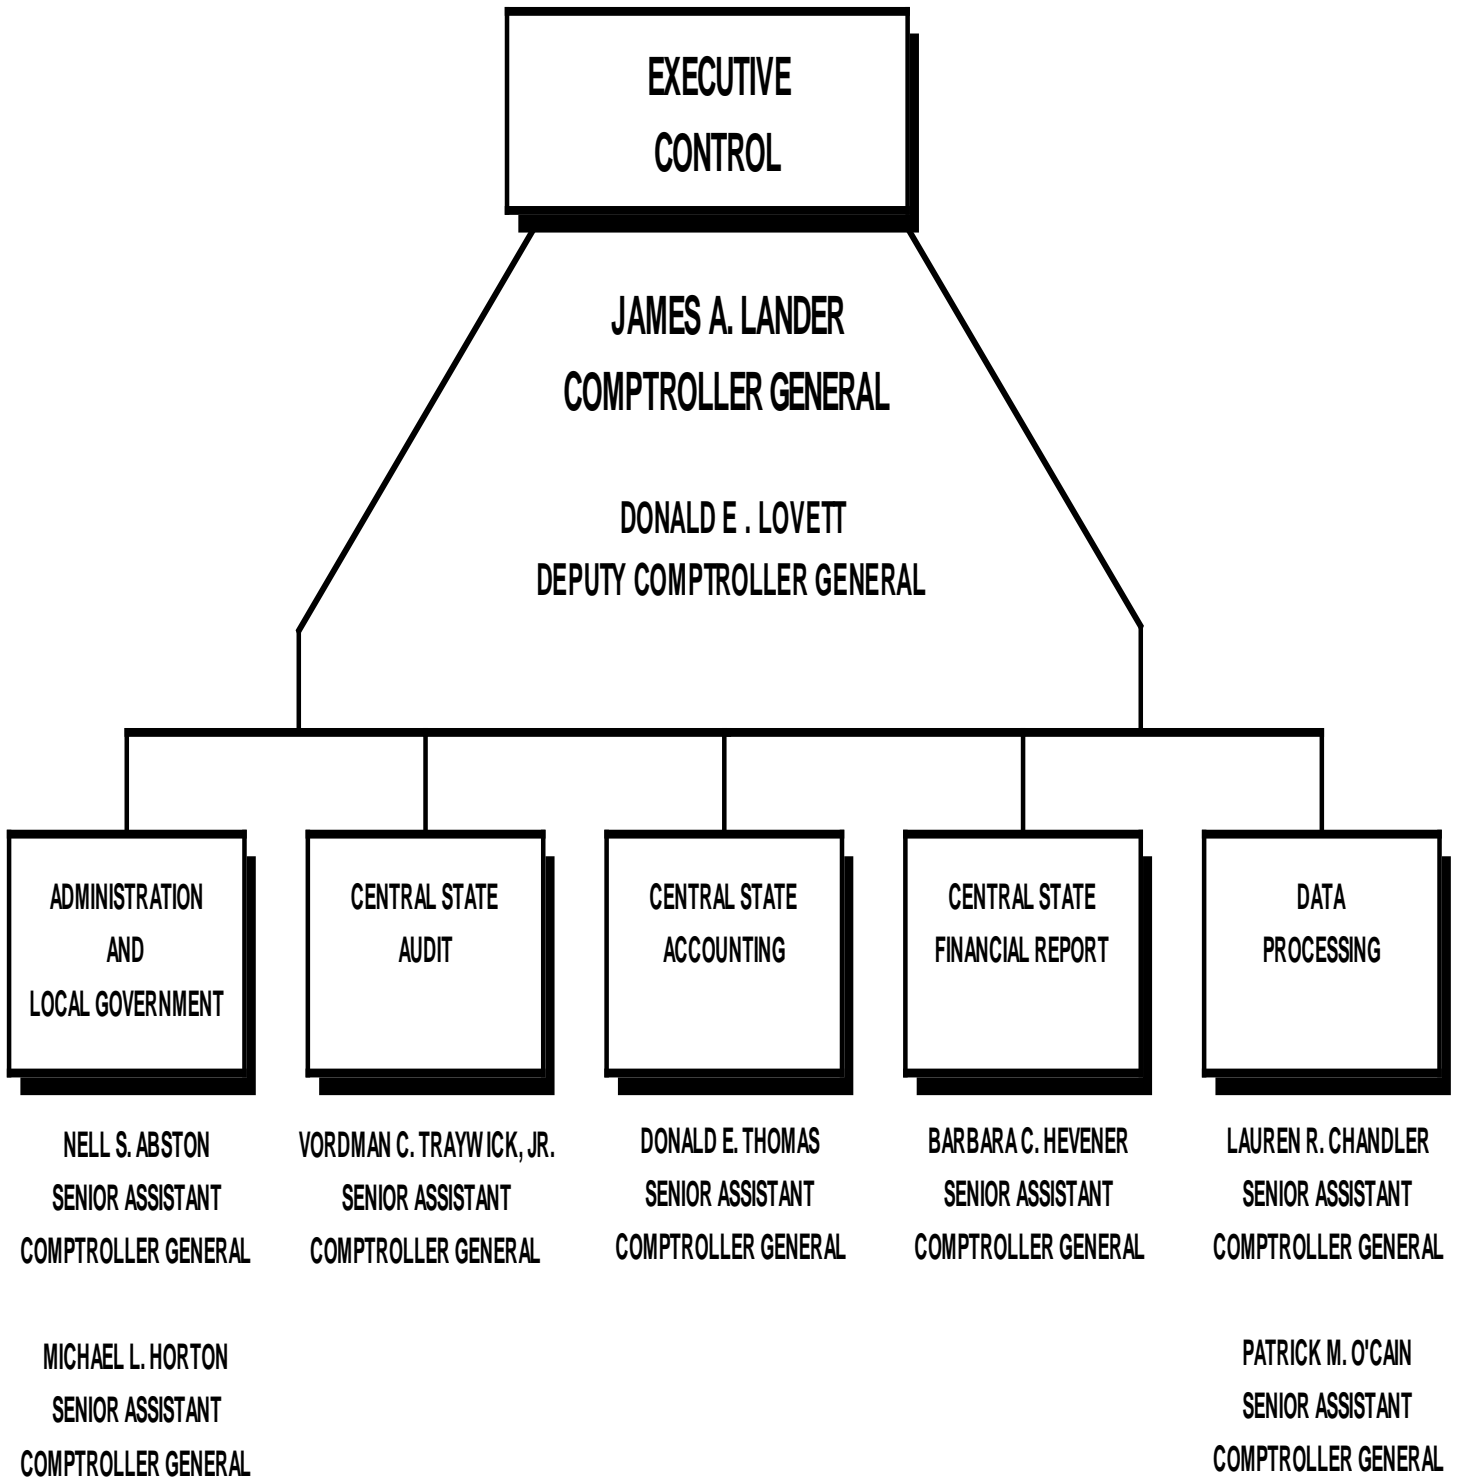 EXECUTIVE
CONTROL
JAMES A. LANDER
COMPTROLLER GENERAL
DONALD E . LOVETT
DEPUTY COMPTROLLER GENERAL
ADMINISTRATION
AND
LOCAL GOVERNMENT
CENTRAL STATE
AUDIT
CENTRAL STATE
ACCOUNTING
CENTRAL STATE
FINANCIAL REPORT
DATA
PROCESSING
NELL S. ABSTON
SENIOR ASSISTANT
COMPTROLLER GENERAL
MICHAEL L. HORTON
SENIOR ASSISTANT
COMPTROLLER GENERAL
VORDMAN C. TRAYWICK, JR.
SENIOR ASSISTANT
COMPTROLLER GENERAL
DONALD E. THOMAS
SENIOR ASSISTANT
COMPTROLLER GENERAL
BARBARA C. HEVENER
SENIOR ASSISTANT
COMPTROLLER GENERAL
LAUREN R. CHANDLER
SENIOR ASSISTANT
COMPTROLLER GENERAL
PATRICK M. O'CAIN
SENIOR ASSISTANT
COMPTROLLER GENERAL